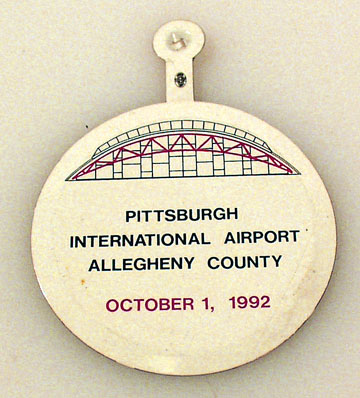 PITTSBURGH
INTERNATIONAL AIRPORT
ALLEGHENY COUNTY
OCTOBER 1, 1992